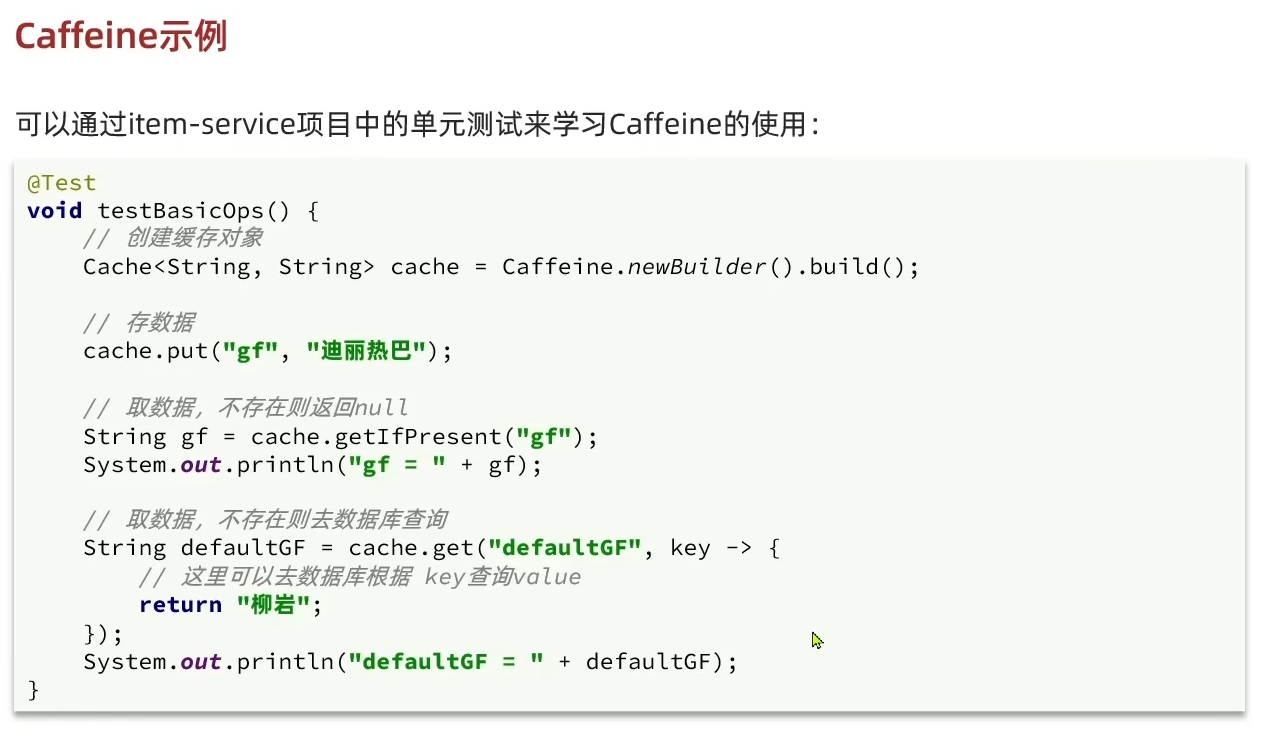 Caffeine示例
可以通过item-service项目中的单元测试来学习Caffeine的使用：
@Test
void testBasicOps() {
    // 创建缓存对象
    Cache<String, String> cache = Caffeine.newBuilder().build();

    // 存数据
    cache.put("gf", "迪丽热巴");

    // 取数据，不存在则返回null
    String gf = cache.getIfPresent("gf");
    System.out.println("gf = " + gf);

    // 取数据，不存在则去数据库查询
    String defaultGF = cache.get("defaultGF", key -> {
        // 这里可以去数据库根据 key查询value
        return "柳岩";
    });
    System.out.println("defaultGF = " + defaultGF);
}